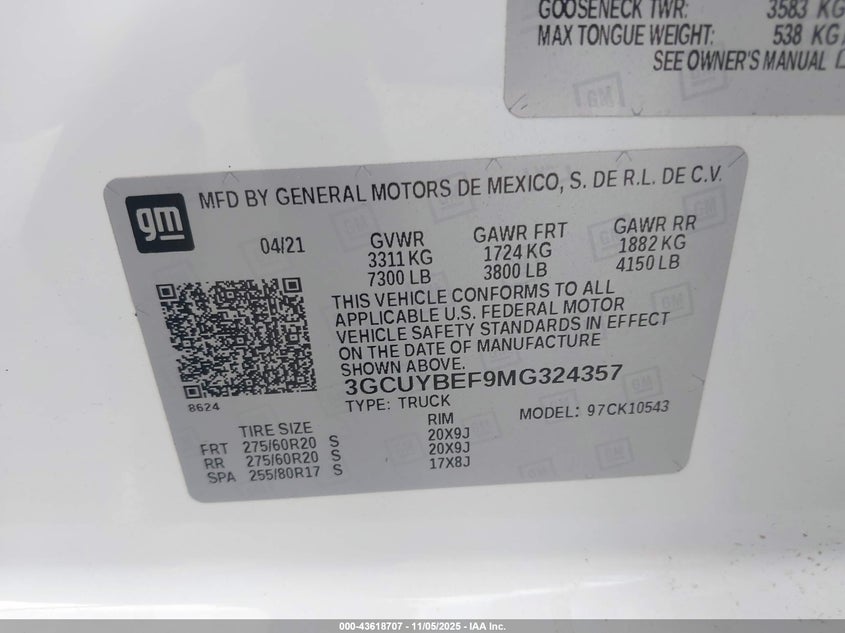 GOOSENECK TWR: 3583 KG
MAX TONGUE WEIGHT: 538 KG
SEE OWNER'S MANUAL
gm
MFD BY GENERAL MOTORS DE MEXICO, S. DE R.L. DE C.V.
04/21 GVWR GAWR FRT GAWR RR
3311 KG 1724 KG 1882 KG
7300 LB 3800 LB 4150 LB
THIS VEHICLE CONFORMS TO ALL
APPLICABLE U.S. FEDERAL MOTOR
VEHICLE SAFETY STANDARDS IN EFFECT
ON THE DATE OF MANUFACTURE
SHOWN ABOVE.
3GCUYBEF9MG324357
8624
TYPE: TRUCK MODEL: 97CK10543
TIRE SIZE RIM
FRT 275/60R20 S 20X9J
RR 275/60R20 S 20X9J
SPA 255/80R17 S 17X8J
000-43618707 — 11/05/2025 - IAA Inc.